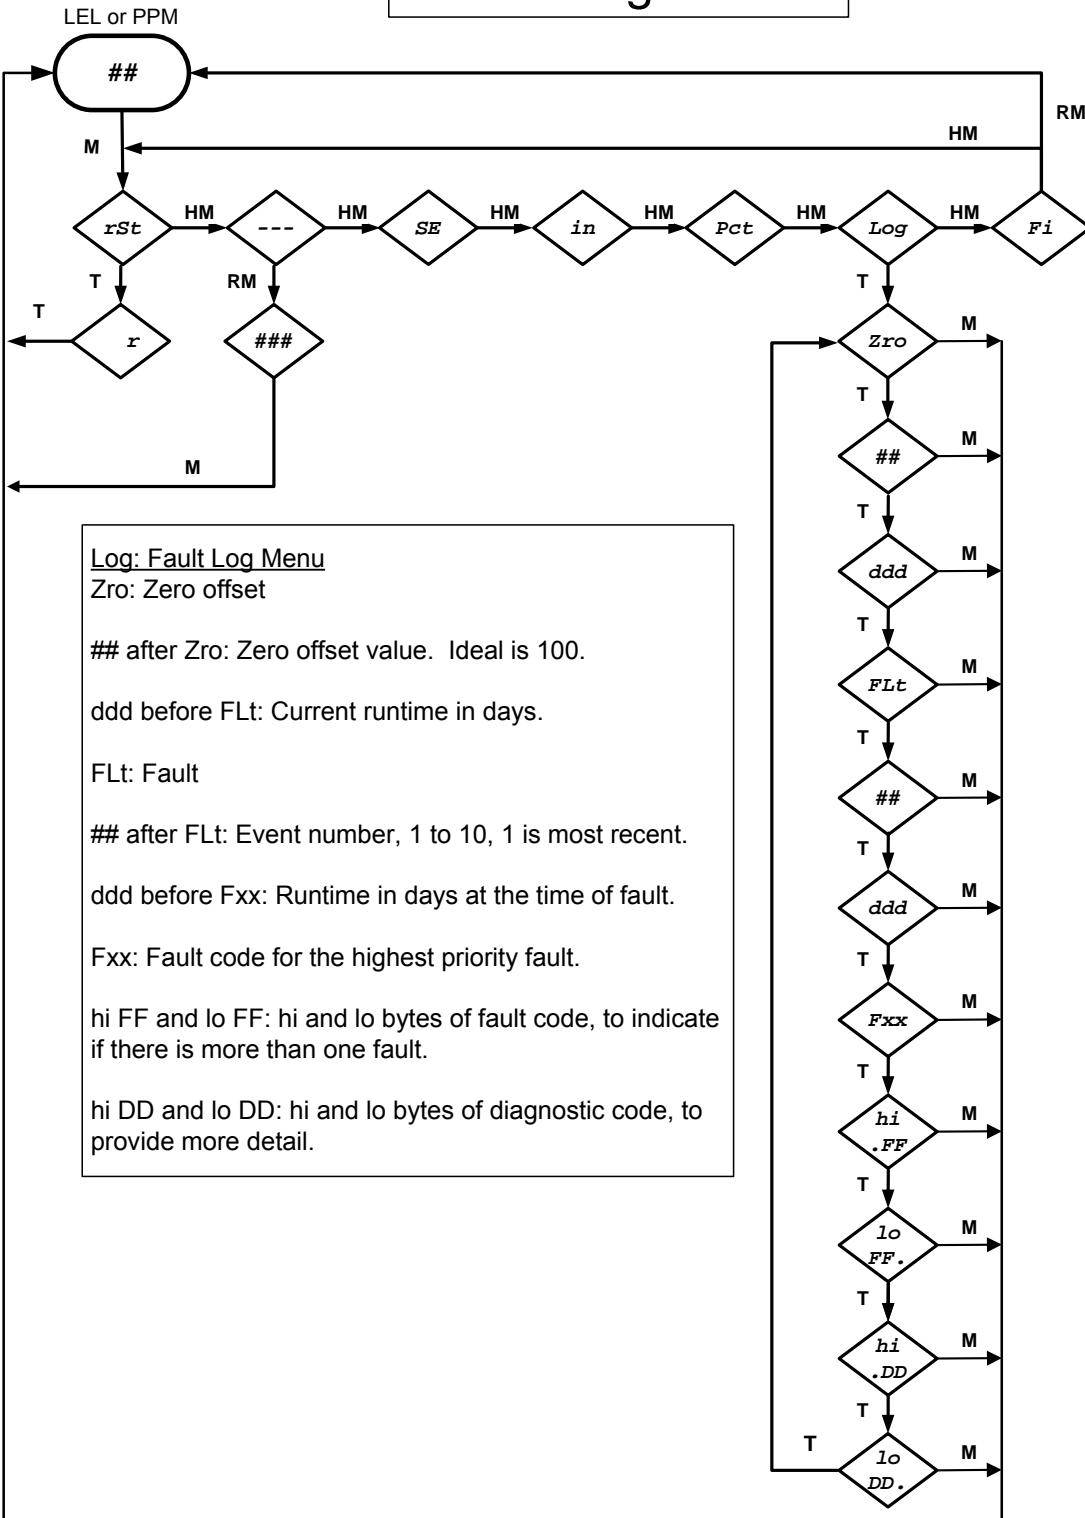 LEL or PPM
##
RM
M
HM
rSt
HM
---
HM
SE
HM
in
HM
Pct
HM
Log
HM
Fi
T
RM
T
T
r
###
Zro
M
T
##
M
M
T
ddd
M
T
FLt
M
T
##
M
T
ddd
M
T
Fxx
M
T
hi
.FF
M
T
lo
FF.
M
T
hi
.DD
M
T
T
lo
DD.
M
Log: Fault Log Menu
Zro: Zero offset
## after Zro: Zero offset value. Ideal is 100.
ddd before FLt: Current runtime in days.
FLt: Fault
## after FLt: Event number, 1 to 10, 1 is most recent.
ddd before Fxx: Runtime in days at the time of fault.
Fxx: Fault code for the highest priority fault.
hi FF and lo FF: hi and lo bytes of fault code, to indicate
if there is more than one fault.
hi DD and lo DD: hi and lo bytes of diagnostic code, to
provide more detail.